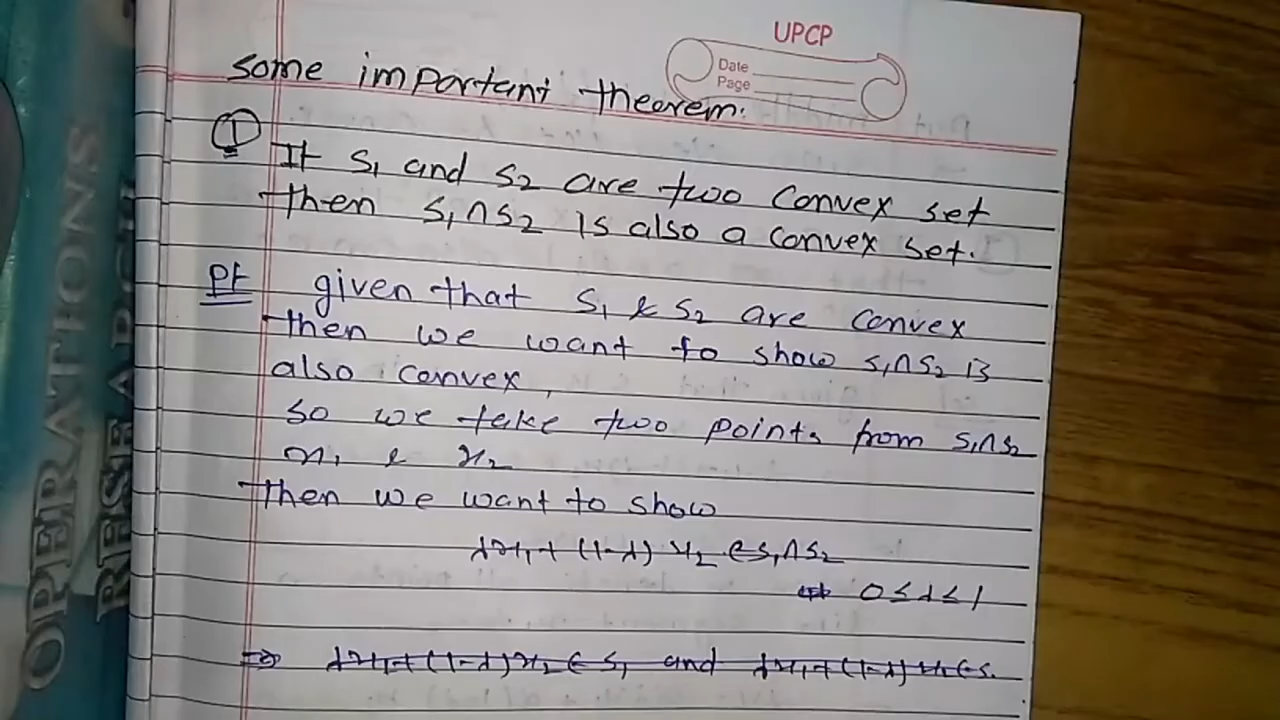 UPCP
Date
Page
some important theorem.
① If S₁ and S₂ are two convex set
then S₁∩S₂ is also a convex set.
Pf given that S₁ & S₂ are convex
then we want to show S₁∩S₂ is
also convex,
so we take two points from S₁∩S₂
x₁ & x₂
Then we want to show
λx₁+(1-λ)x₂ ∈ S₁∩S₂
0≤λ≤1
⇒ λx₁+(1-λ)x₂ ∈ S₁ and λx₁+(1-λ)x₂ ∈ S.
OPERATIONS
RESEARCH